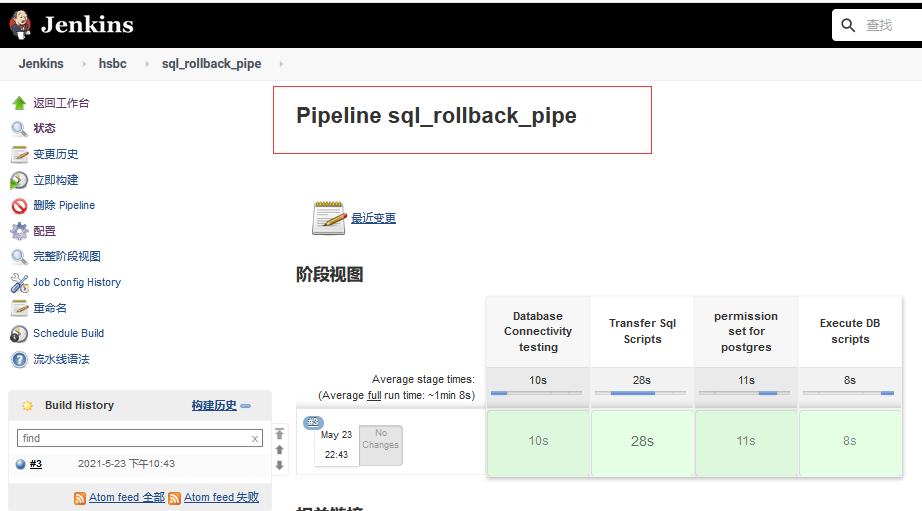 Jenkins
查找
Jenkins hsbc sql_rollback_pipe
返回工作台
状态
变更历史
立即构建
删除 Pipeline
配置
完整阶段视图
Job Config History
重命名
Schedule Build
流水线语法
Build History 构建历史
find x
#3 2021-5-23 下午10:43
Atom feed 全部 Atom feed 失败
Pipeline sql_rollback_pipe
最近变更
阶段视图
Database
Connectivity
testing
Transfer Sql
Scripts
permission
set for
postgres
Execute DB
scripts
Average stage times:
(Average full run time: ~1min 8s)
10s 28s 11s 8s
#3
May 23
22:43
No
Changes
10s 28s 11s 8s
相关链接